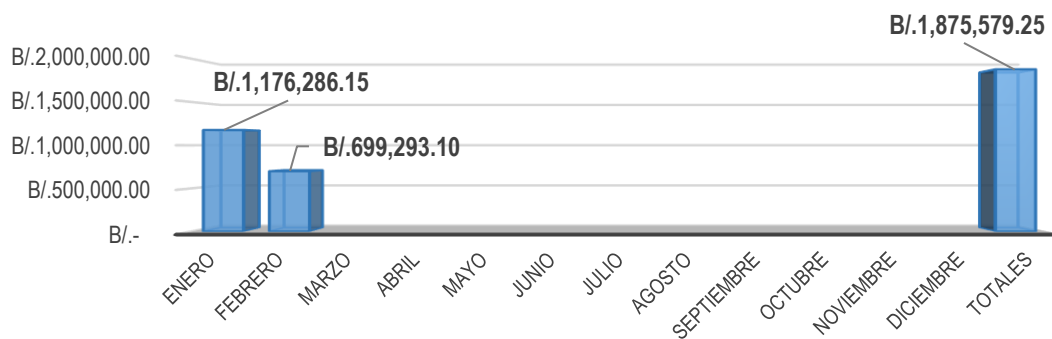 B/.1,875,579.25
B/.2,000,000.00
B/.1,176,286.15
B/.1,500,000.00
B/.1,000,000.00
B/.699,293.10
B/.500,000.00
B/.-
ENERO
FEBRERO
MARZO
ABRIL
MAYO
JUNIO
JULIO
AGOSTO
SEPTIEMBRE
OCTUBRE
NOVIEMBRE
DICIEMBRE
TOTALES